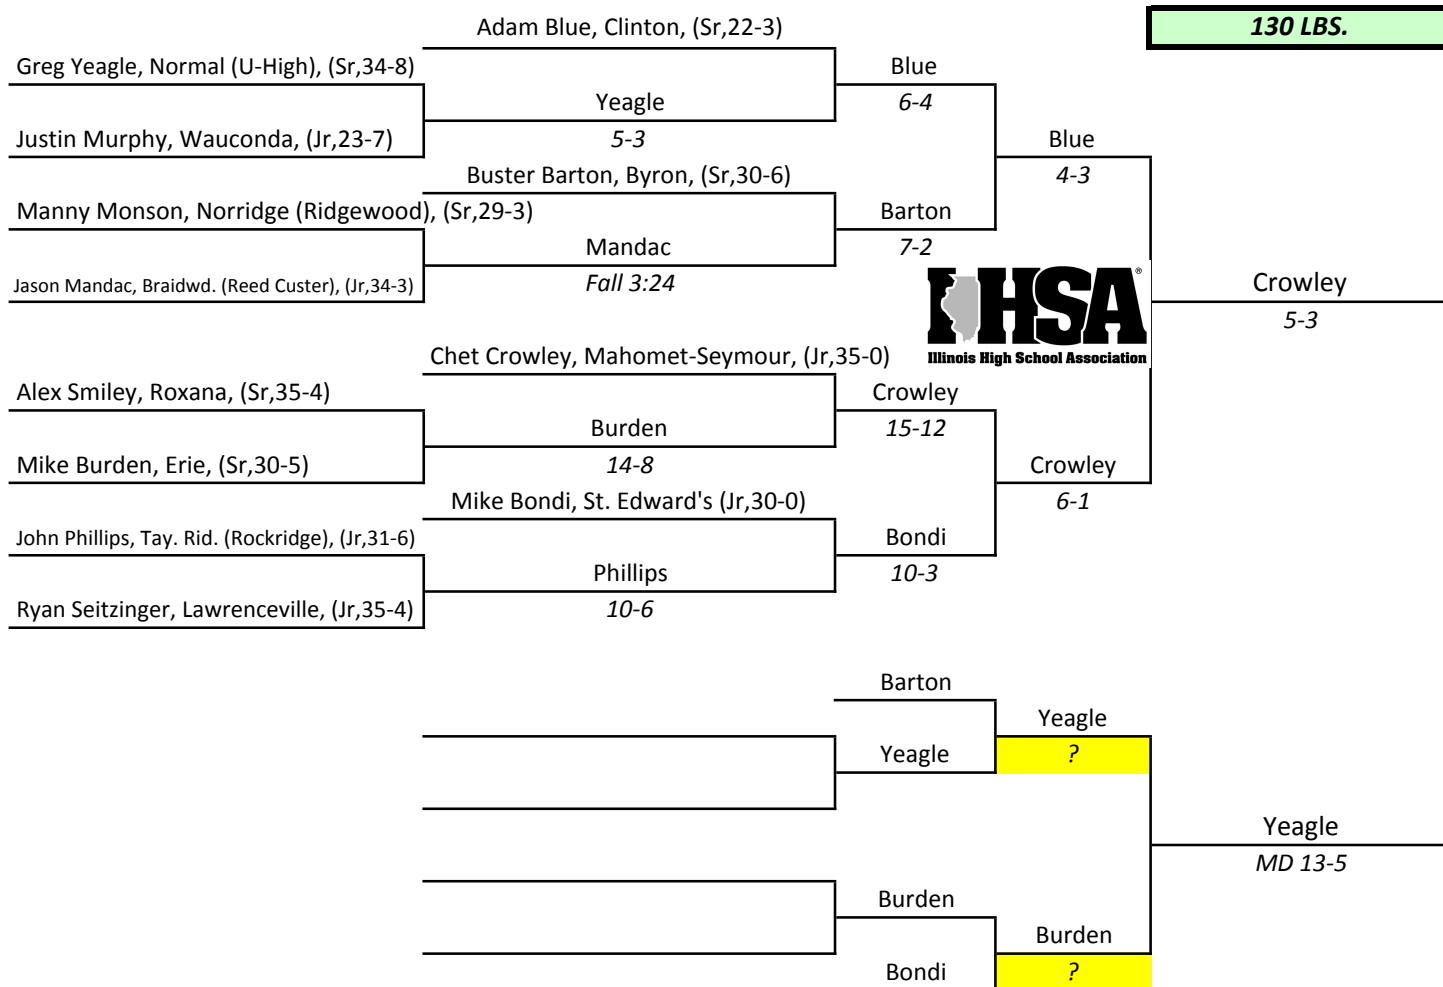 Adam Blue, Clinton, (Sr,22-3)
130 LBS.
Greg Yeagle, Normal (U-High), (Sr,34-8)
Blue
Yeagle
6-4
Justin Murphy, Wauconda, (Jr,23-7)
5-3
Blue
Buster Barton, Byron, (Sr,30-6)
4-3
Manny Monson, Norridge (Ridgewood), (Sr,29-3)
Barton
Mandac
7-2
Jason Mandac, Braidwd. (Reed Custer), (Jr,34-3)
Fall 3:24
IHSA®
Illinois High School Association
Crowley
5-3
Chet Crowley, Mahomet-Seymour, (Jr,35-0)
Alex Smiley, Roxana, (Sr,35-4)
Crowley
Burden
15-12
Mike Burden, Erie, (Sr,30-5)
14-8
Crowley
Mike Bondi, St. Edward's (Jr,30-0)
6-1
John Phillips, Tay. Rid. (Rockridge), (Jr,31-6)
Bondi
Phillips
10-3
Ryan Seitzinger, Lawrenceville, (Jr,35-4)
10-6
Barton
Yeagle
Yeagle
?
Yeagle
MD 13-5
Burden
Burden
Bondi
?